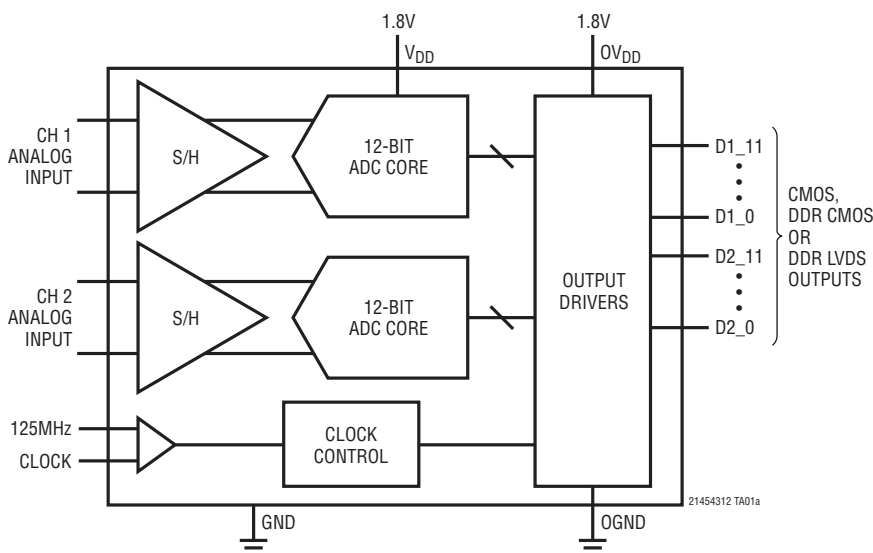 1.8V
1.8V
VDD
OVDD
CH 1
ANALOG
INPUT
S/H
12-BIT
ADC CORE
D1_11
D1_0
CMOS,
DDR CMOS
OR
DDR LVDS
OUTPUTS
D2_11
D2_0
OUTPUT
DRIVERS
CH 2
ANALOG
INPUT
S/H
12-BIT
ADC CORE
125MHz
CLOCK
CLOCK
CONTROL
GND
OGND
21454312 TA01a